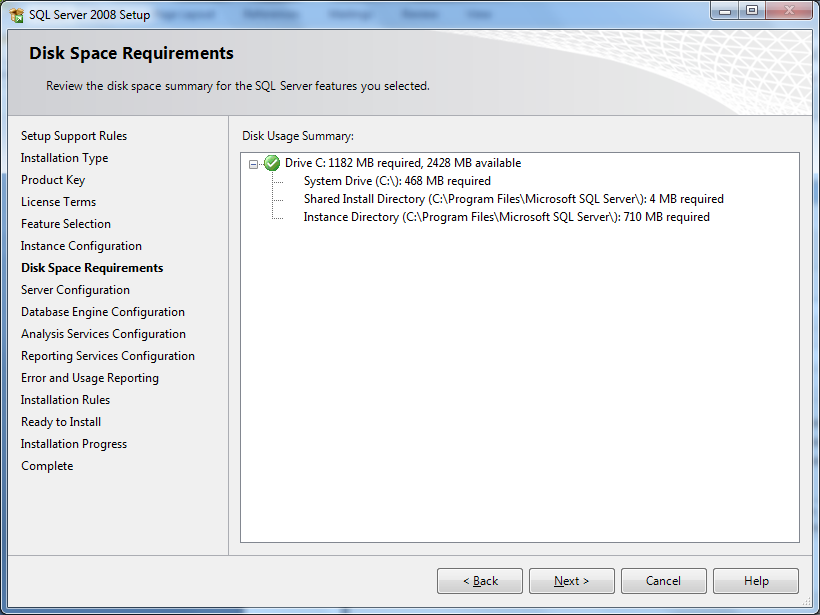 SQL Server 2008 Setup
Disk Space Requirements
Review the disk space summary for the SQL Server features you selected.
Setup Support Rules
Installation Type
Product Key
License Terms
Feature Selection
Instance Configuration
Disk Space Requirements
Server Configuration
Database Engine Configuration
Analysis Services Configuration
Reporting Services Configuration
Error and Usage Reporting
Installation Rules
Ready to Install
Installation Progress
Complete
Disk Usage Summary:
Drive C: 1182 MB required, 2428 MB available
System Drive (C:\): 468 MB required
Shared Install Directory (C:\Program Files\Microsoft SQL Server\): 4 MB required
Instance Directory (C:\Program Files\Microsoft SQL Server\): 710 MB required
< Back
Next >
Cancel
Help